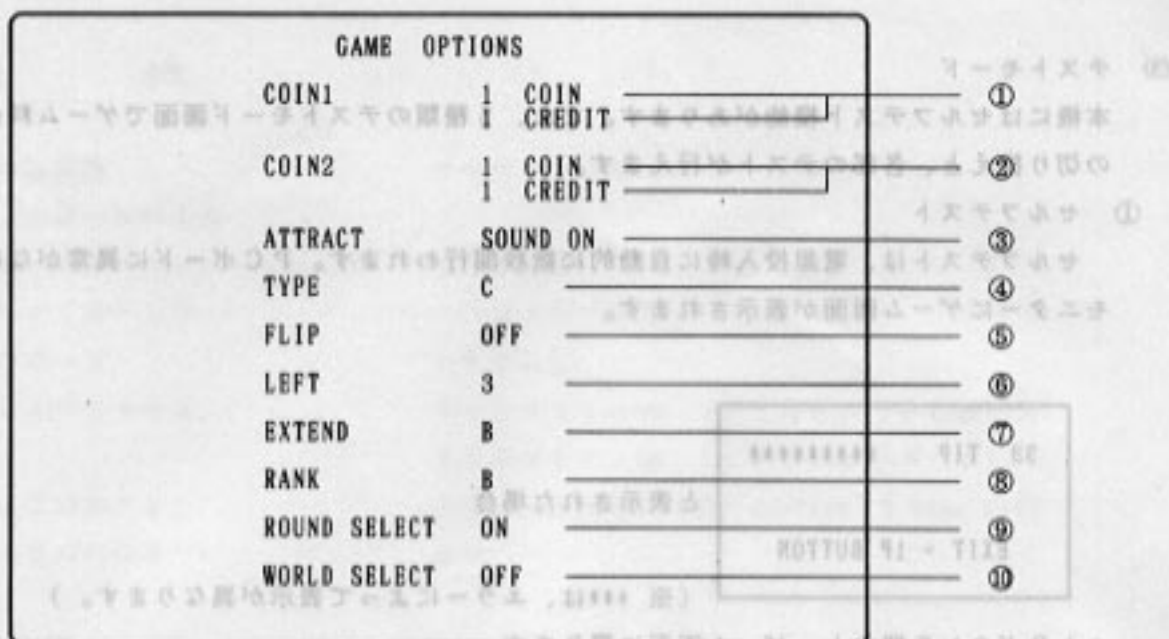 GAME OPTIONS
COIN1 1 COIN ①
1 CREDIT
COIN2 1 COIN ②
1 CREDIT
ATTRACT SOUND ON ③
TYPE C ④
FLIP OFF ⑤
LEFT 3 ⑥
EXTEND B ⑦
RANK B ⑧
ROUND SELECT ON ⑨
WORLD SELECT OFF ⑩